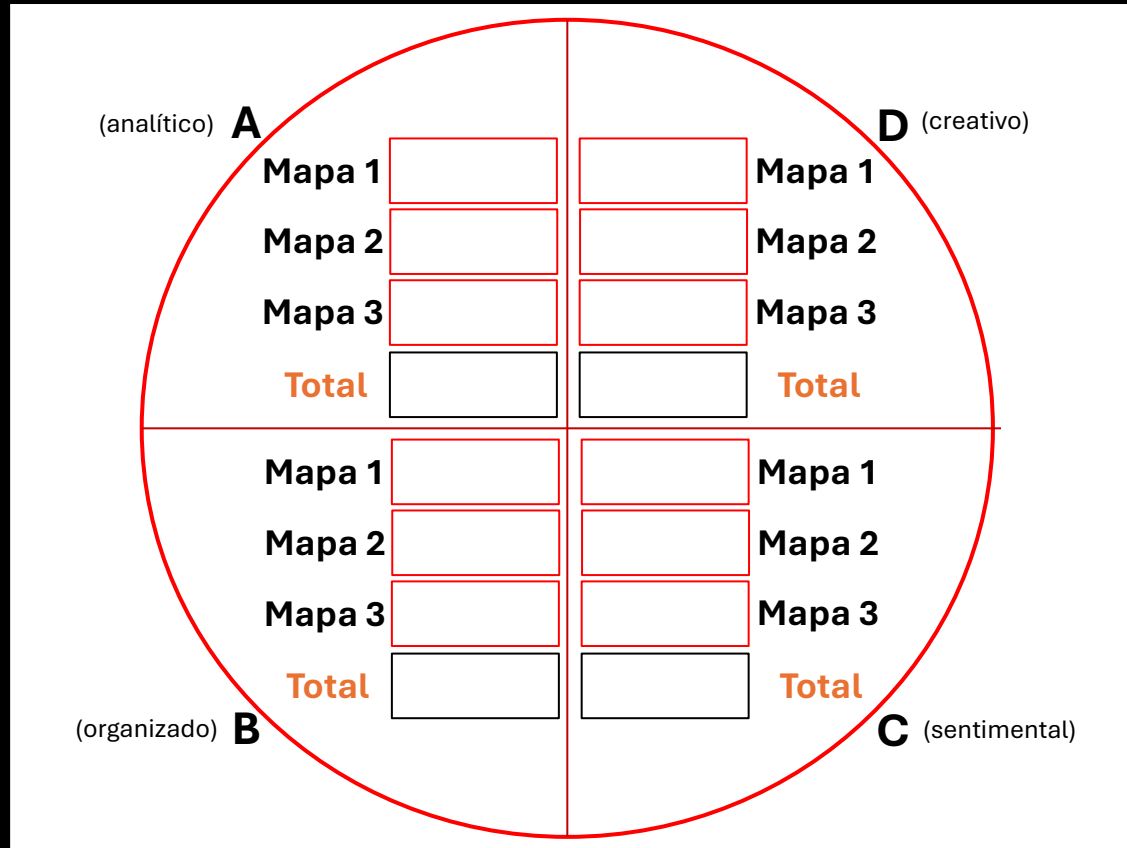 (analítico) A D (creativo)
Mapa 1 Mapa 1
Mapa 2 Mapa 2
Mapa 3 Mapa 3
Total Total
Mapa 1 Mapa 1
Mapa 2 Mapa 2
Mapa 3 Mapa 3
Total Total
(organizado) B C (sentimental)